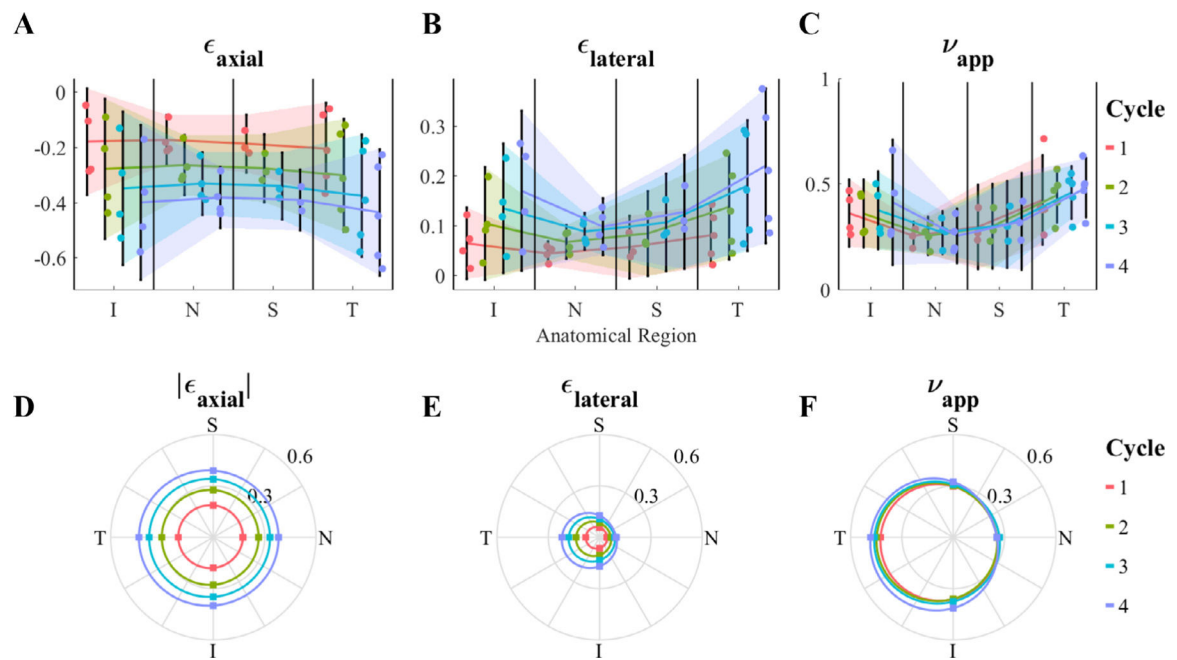 A
ϵaxial
0
-0.2
-0.4
-0.6
I N S T
B
ϵlateral
0.3
0.2
0.1
0
I N S T
Anatomical Region
C
νapp
1
0.5
0
I N S T
Cycle
1
2
3
4
D
|ϵaxial|
S
0.6
0.3
T N
I
E
ϵlateral
S
0.6
0.3
T N
I
F
νapp
S
0.6
0.3
T N
I
Cycle
1
2
3
4